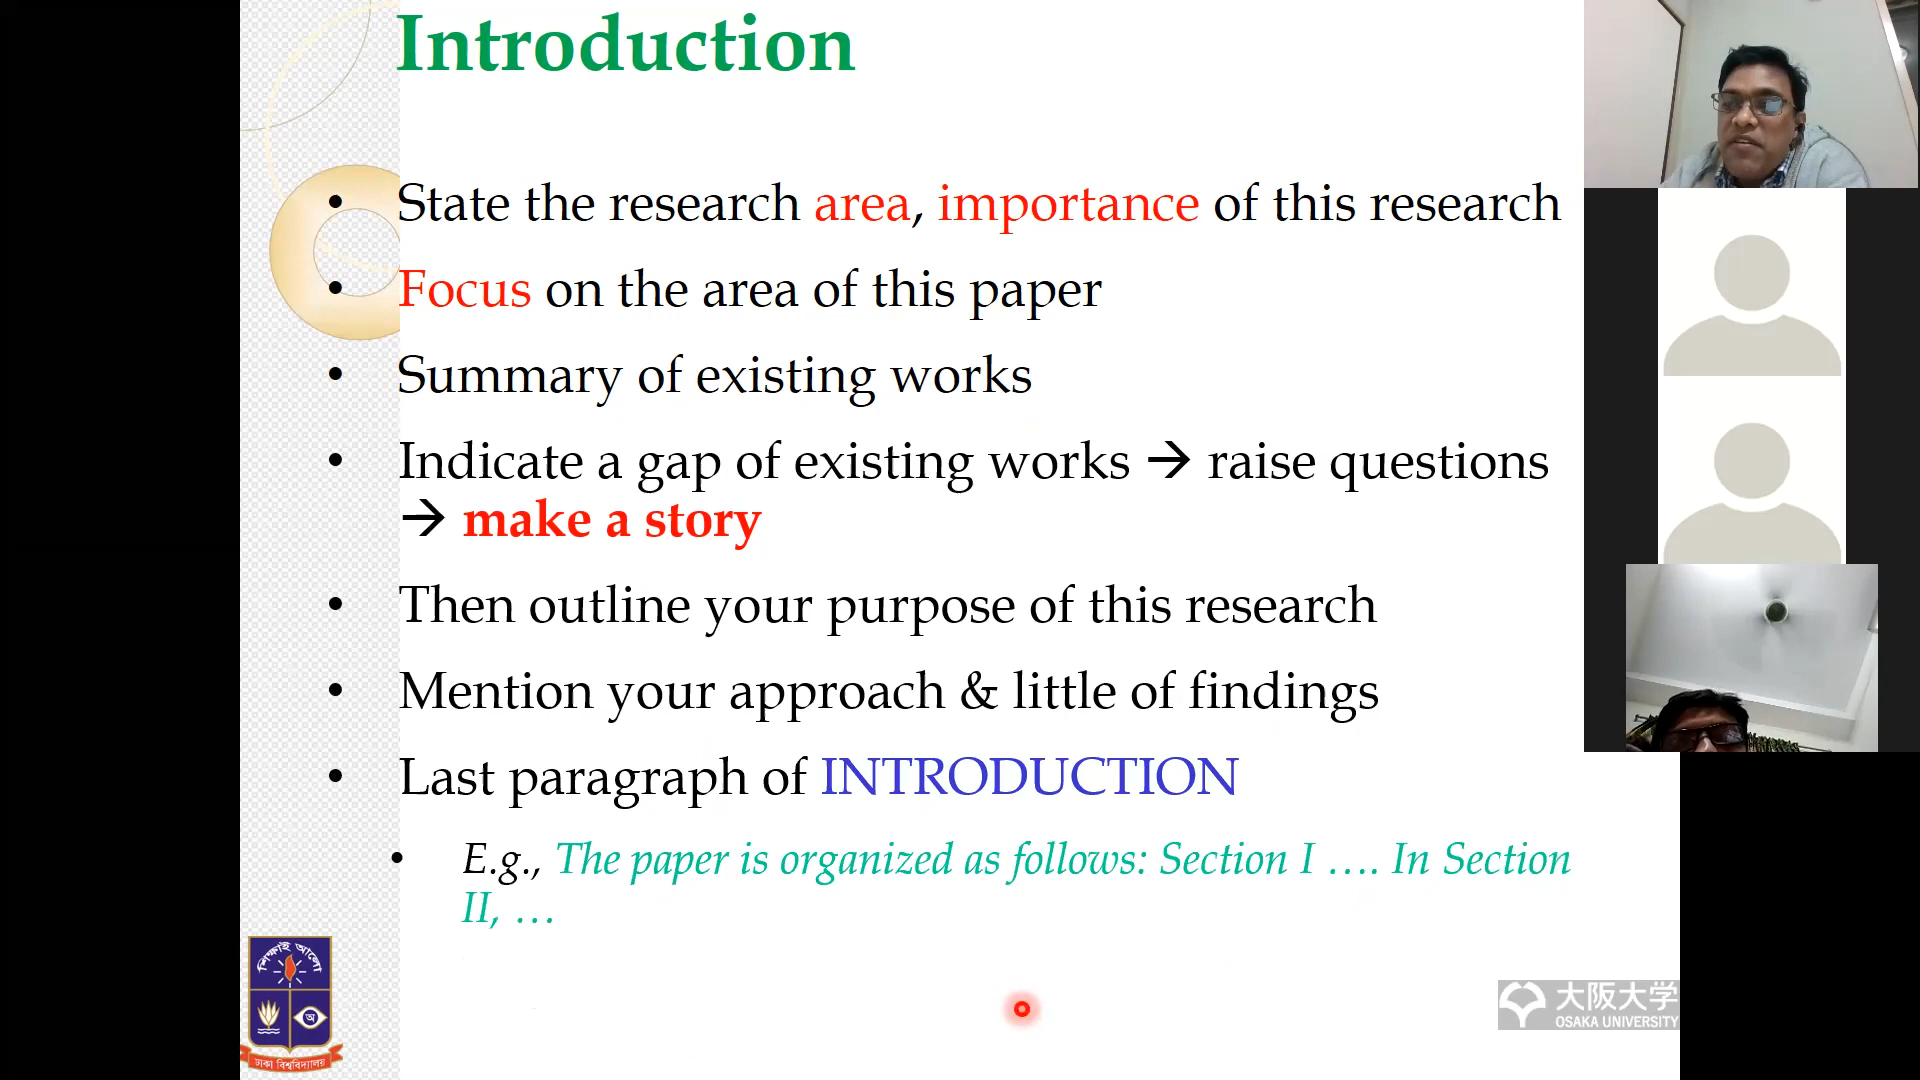 Introduction
• State the research area, importance of this research
• Focus on the area of this paper
• Summary of existing works
• Indicate a gap of existing works → raise questions
→ make a story
• Then outline your purpose of this research
• Mention your approach & little of findings
• Last paragraph of INTRODUCTION
• E.g., The paper is organized as follows: Section I …. In Section
II, …
শিক্ষাই আলো
অ
ঢাকা বিশ্ববিদ্যালয়
大阪大学
OSAKA UNIVERSITY